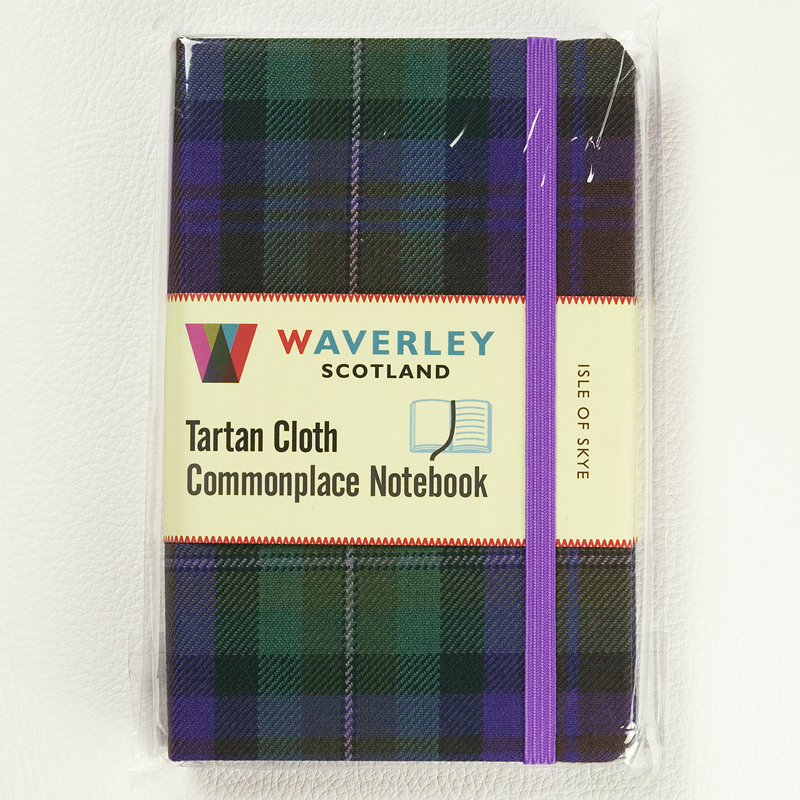 WAVERLEY
SCOTLAND
Tartan Cloth
Commonplace Notebook
ISLE OF SKYE